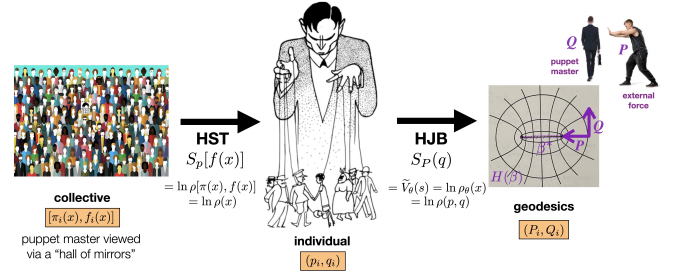 Q
P
puppet
master
external
force
HST
S_p[f(x)]
= ln ρ[π(x), f(x)]
= ln ρ(x)
HJB
S_P(q)
= Ṽ_θ(s) = ln ρ_θ(x)
= ln ρ(p, q)
Q
P
β*
H(β)
collective
[π_i(x), f_i(x)]
puppet master viewed
via a “hall of mirrors”
individual
(p_i, q_i)
geodesics
(P_i, Q_i)